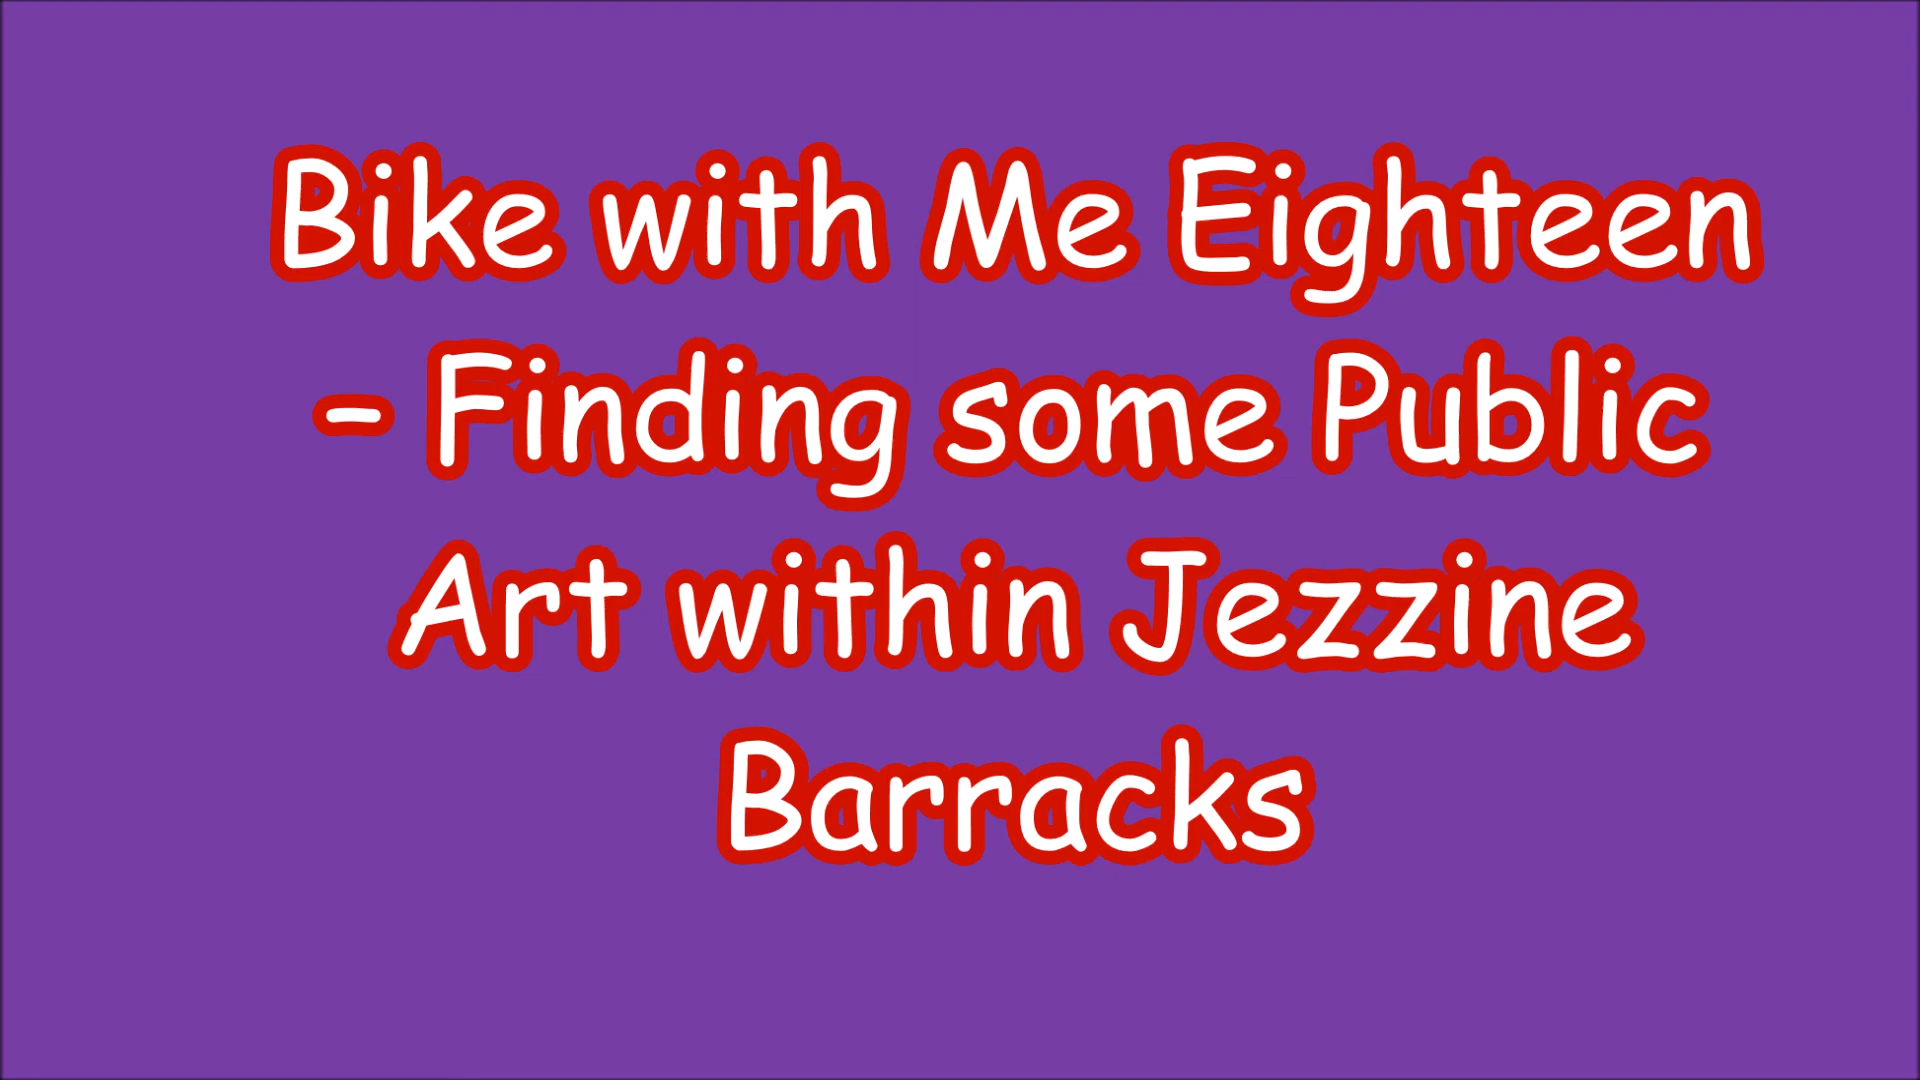 Bike with Me Eighteen
- Finding some Public
Art within Jezzine
Barracks